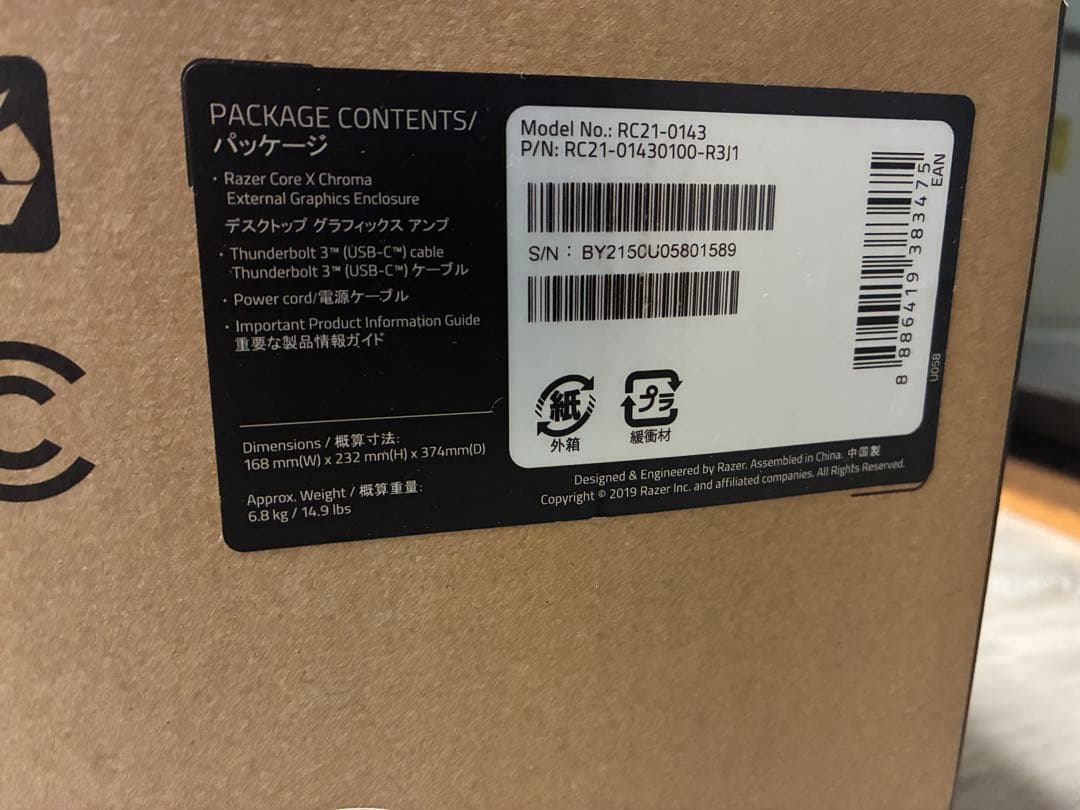 PACKAGE CONTENTS/
パッケージ
・ Razer Core X Chroma
External Graphics Enclosure
デスクトップ グラフィックス アンプ
・ Thunderbolt 3™ (USB-C™) cable
Thunderbolt 3™ (USB-C™) ケーブル
・ Power cord/電源ケーブル
・ Important Product Information Guide
重要な製品情報ガイド
Dimensions / 概算寸法:
168 mm(W) x 232 mm(H) x 374mm(D)
Approx. Weight / 概算重量:
6.8 kg / 14.9 lbs
Model No.: RC21-0143
P/N: RC21-01430100-R3J1
S/N : BY2150U05801589
紙
外箱
プラ
緩衝材
8 886419 383475
EAN
U058
Designed & Engineered by Razer. Assembled in China. 中国製
Copyright © 2019 Razer Inc. and affiliated companies. All Rights Reserved.